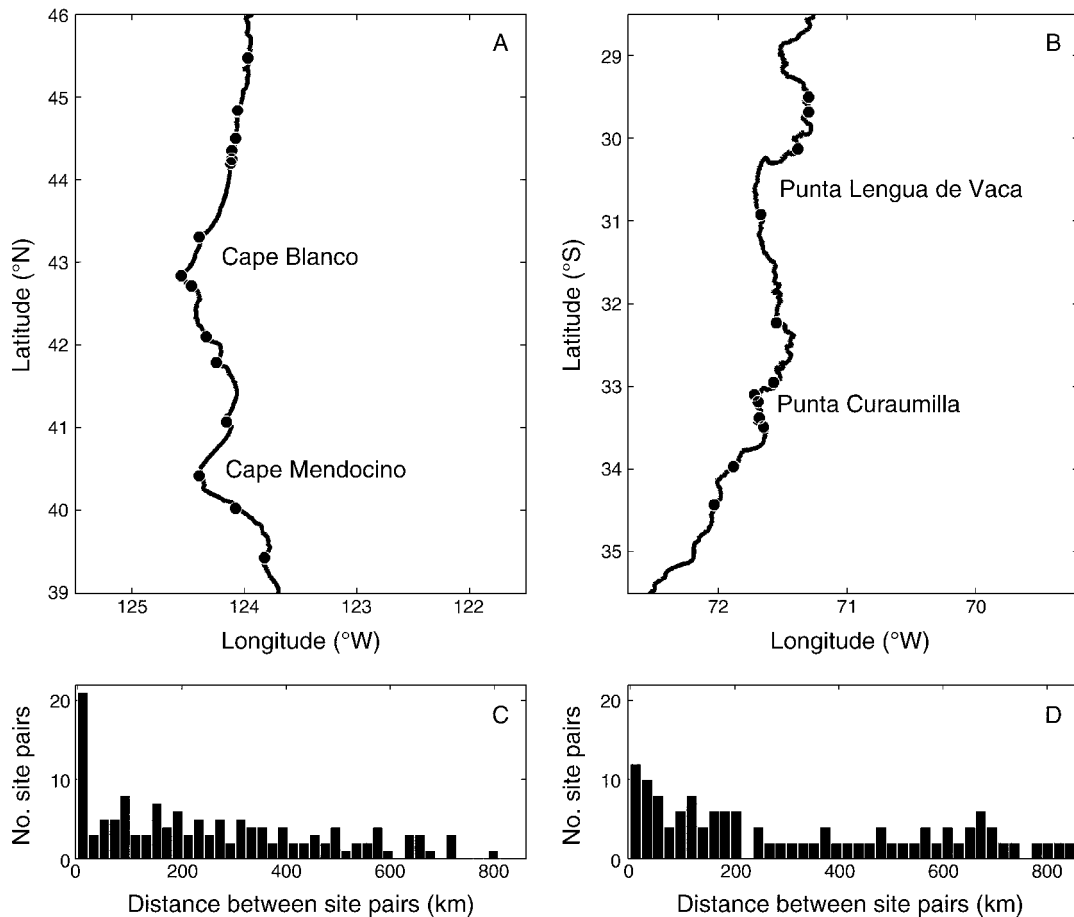 A
46
45
44
43
42
41
40
39
Latitude (°N)
Cape Blanco
Cape Mendocino
125
124
123
122
Longitude (°W)
B
29
30
31
32
33
34
35
Latitude (°S)
Punta Lengua de Vaca
Punta Curaumilla
72
71
70
Longitude (°W)
C
20
10
0
No. site pairs
0
200
400
600
800
Distance between site pairs (km)
D
20
10
0
No. site pairs
0
200
400
600
800
Distance between site pairs (km)